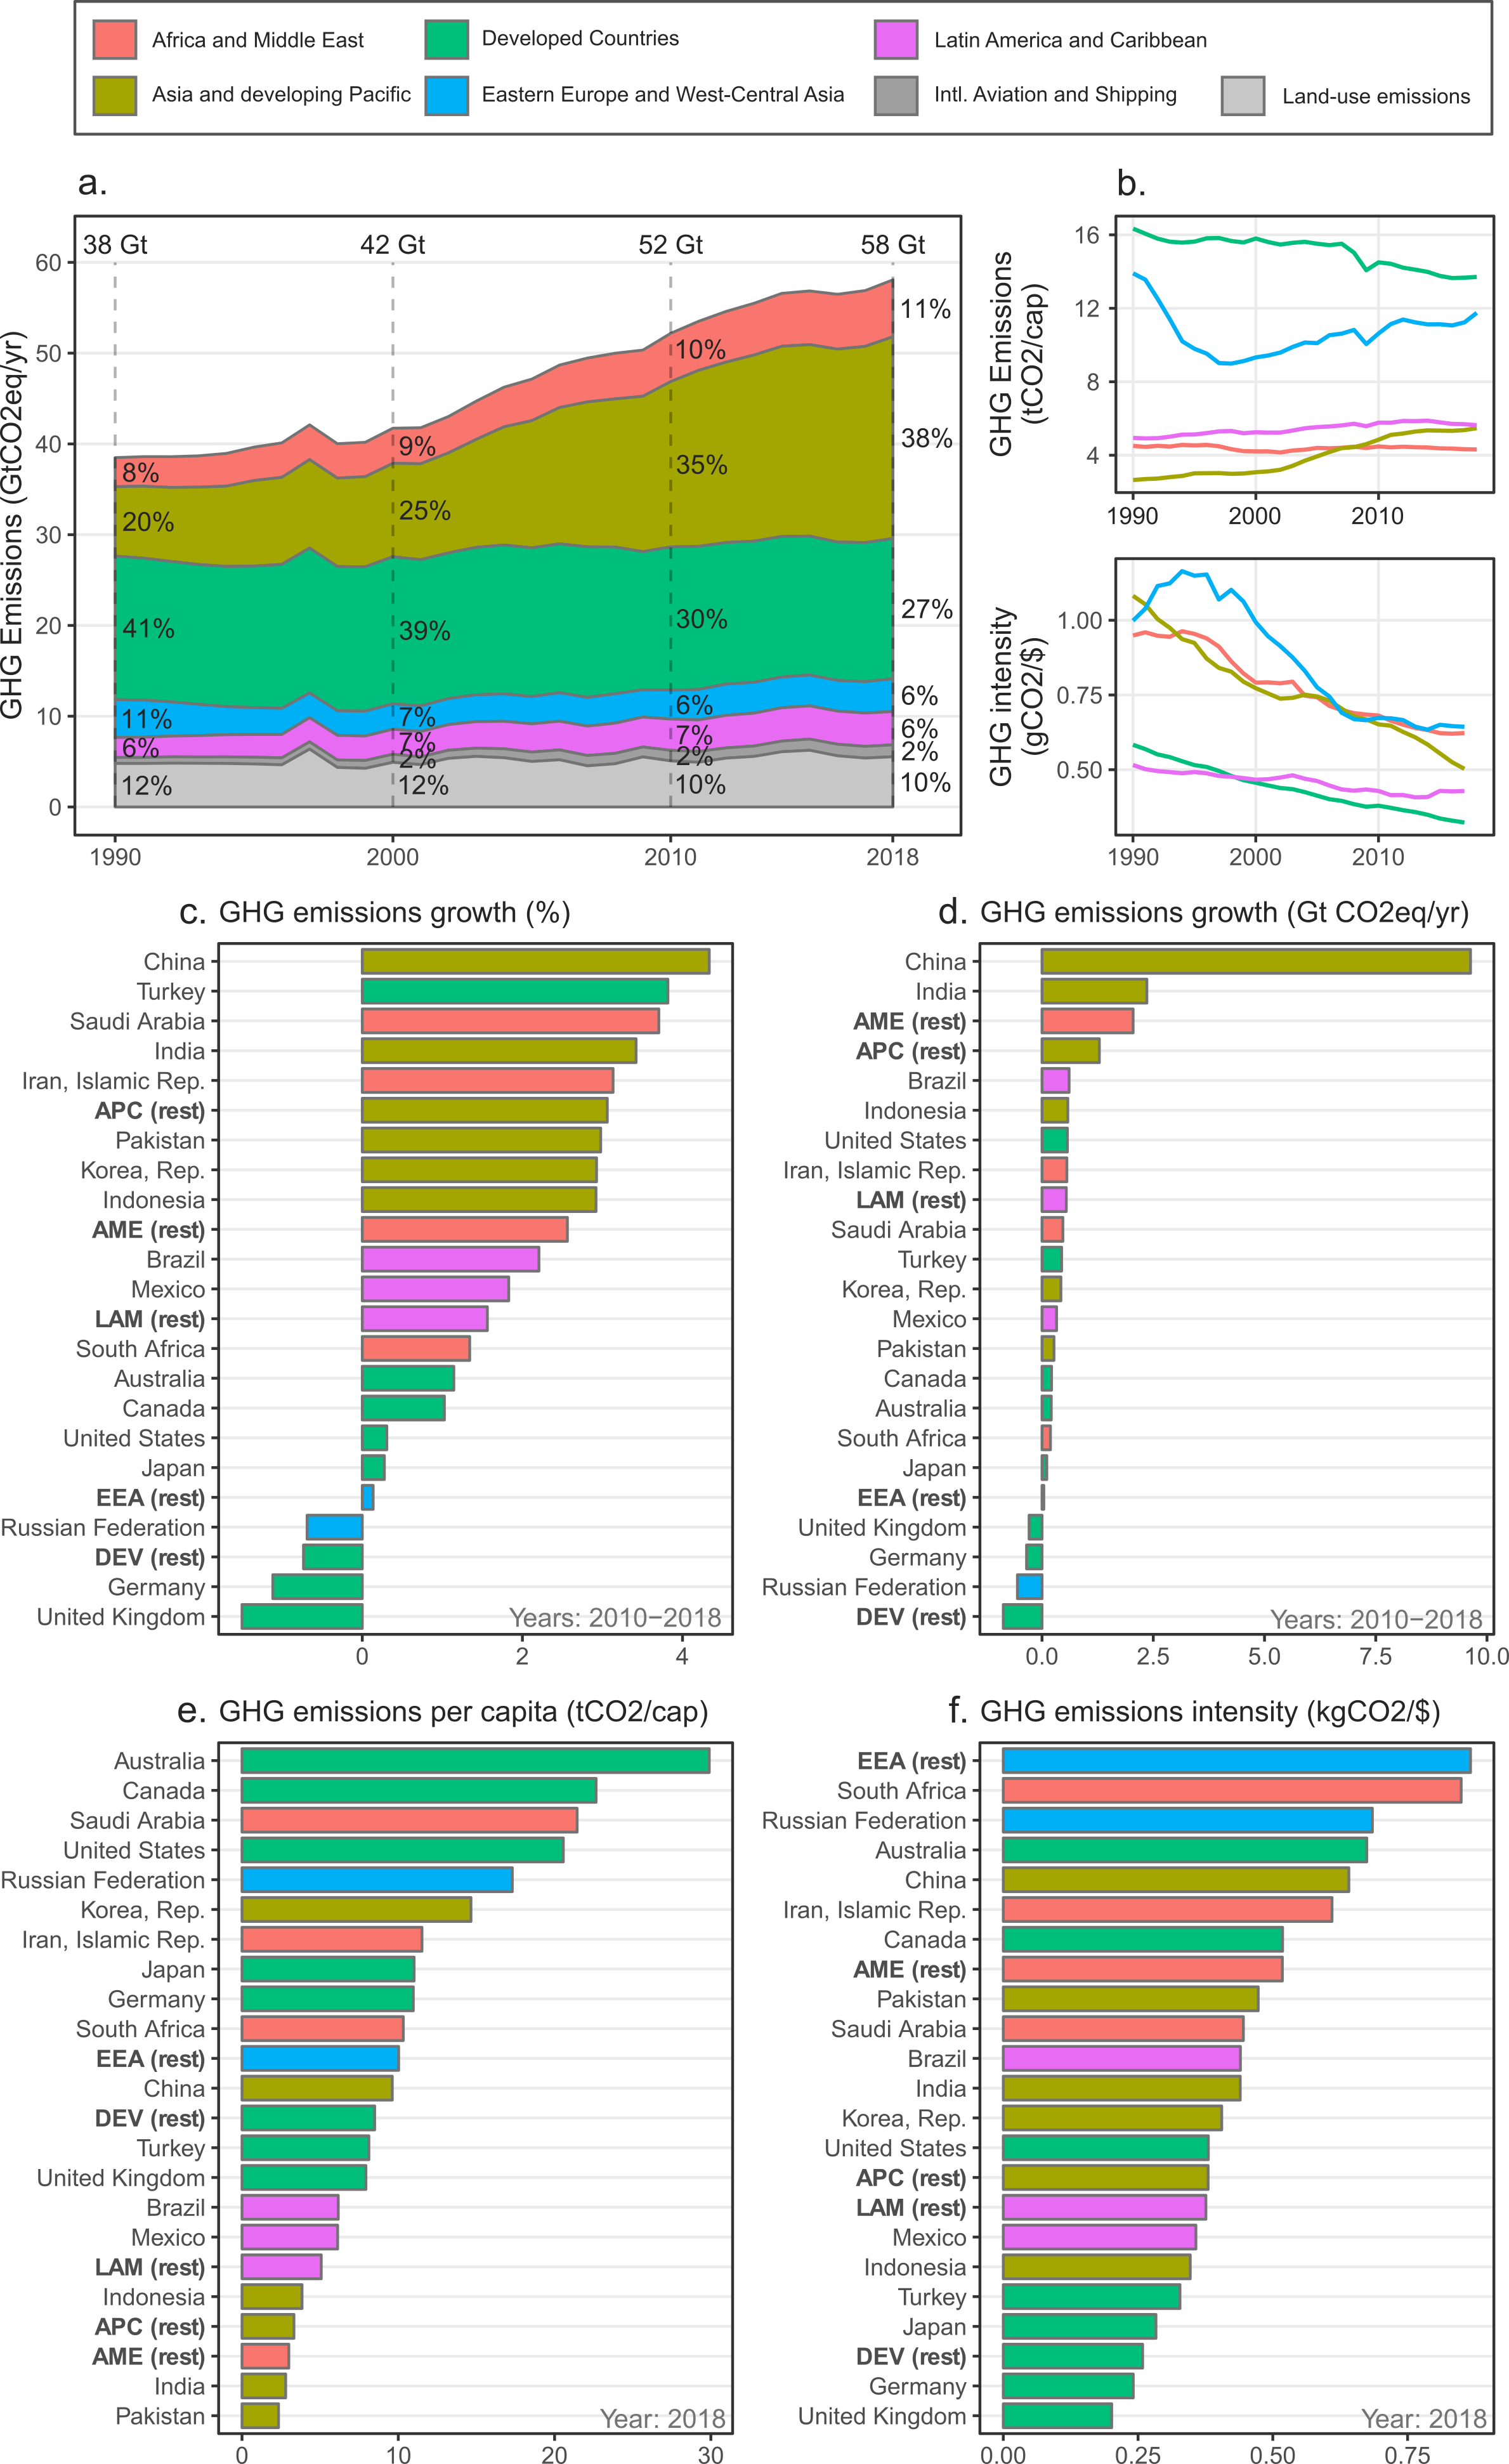 Africa and Middle East
Developed Countries
Latin America and Caribbean
Asia and developing Pacific
Eastern Europe and West-Central Asia
Intl. Aviation and Shipping
Land-use emissions
a.
GHG Emissions (GtCO2eq/yr)
38 Gt
42 Gt
52 Gt
58 Gt
60
50
40
30
20
10
0
8%
20%
41%
11%
6%
12%
9%
25%
39%
7%
7%
2%
12%
10%
35%
30%
6%
7%
2%
10%
11%
38%
27%
6%
6%
2%
10%
1990
2000
2010
2018
b.
GHG Emissions
(tCO2/cap)
16
12
8
4
1990
2000
2010
GHG intensity
(gCO2/$)
1.00
0.75
0.50
1990
2000
2010
c. GHG emissions growth (%)
China
Turkey
Saudi Arabia
India
Iran, Islamic Rep.
APC (rest)
Pakistan
Korea, Rep.
Indonesia
AME (rest)
Brazil
Mexico
LAM (rest)
South Africa
Australia
Canada
United States
Japan
EEA (rest)
Russian Federation
DEV (rest)
Germany
United Kingdom
Years: 2010−2018
0
2
4
d. GHG emissions growth (Gt CO2eq/yr)
China
India
AME (rest)
APC (rest)
Brazil
Indonesia
United States
Iran, Islamic Rep.
LAM (rest)
Saudi Arabia
Turkey
Korea, Rep.
Mexico
Pakistan
Canada
Australia
South Africa
Japan
EEA (rest)
United Kingdom
Germany
Russian Federation
DEV (rest)
Years: 2010−2018
0.0
2.5
5.0
7.5
10.0
e. GHG emissions per capita (tCO2/cap)
Australia
Canada
Saudi Arabia
United States
Russian Federation
Korea, Rep.
Iran, Islamic Rep.
Japan
Germany
South Africa
EEA (rest)
China
DEV (rest)
Turkey
United Kingdom
Brazil
Mexico
LAM (rest)
Indonesia
APC (rest)
AME (rest)
India
Pakistan
Year: 2018
0
10
20
30
f. GHG emissions intensity (kgCO2/$)
EEA (rest)
South Africa
Russian Federation
Australia
China
Iran, Islamic Rep.
Canada
AME (rest)
Pakistan
Saudi Arabia
Brazil
India
Korea, Rep.
United States
APC (rest)
LAM (rest)
Mexico
Indonesia
Turkey
Japan
DEV (rest)
Germany
United Kingdom
Year: 2018
0.00
0.25
0.50
0.75